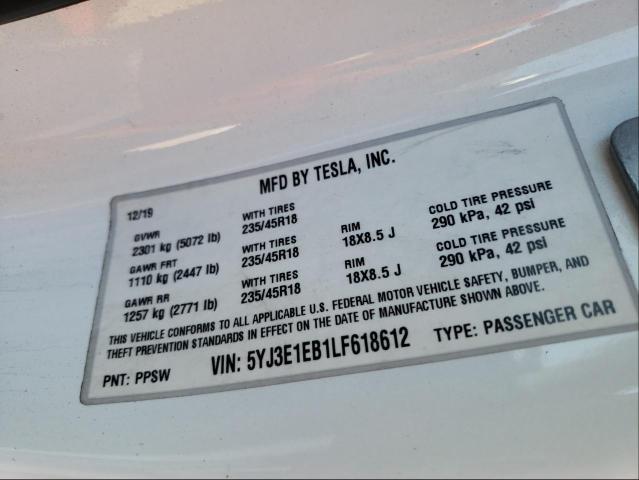 MFD BY TESLA, INC.
12/19
GVWR WITH TIRES
2301 kg (5072 lb) 235/45R18
GAWR FRT WITH TIRES RIM COLD TIRE PRESSURE
1110 kg (2447 lb) 235/45R18 18X8.5 J 290 kPa, 42 psi
GAWR RR WITH TIRES RIM COLD TIRE PRESSURE
1257 kg (2771 lb) 235/45R18 18X8.5 J 290 kPa, 42 psi
THIS VEHICLE CONFORMS TO ALL APPLICABLE U.S. FEDERAL MOTOR VEHICLE SAFETY, BUMPER, AND
THEFT PREVENTION STANDARDS IN EFFECT ON THE DATE OF MANUFACTURE SHOWN ABOVE.
PNT: PPSW VIN: 5YJ3E1EB1LF618612 TYPE: PASSENGER CAR